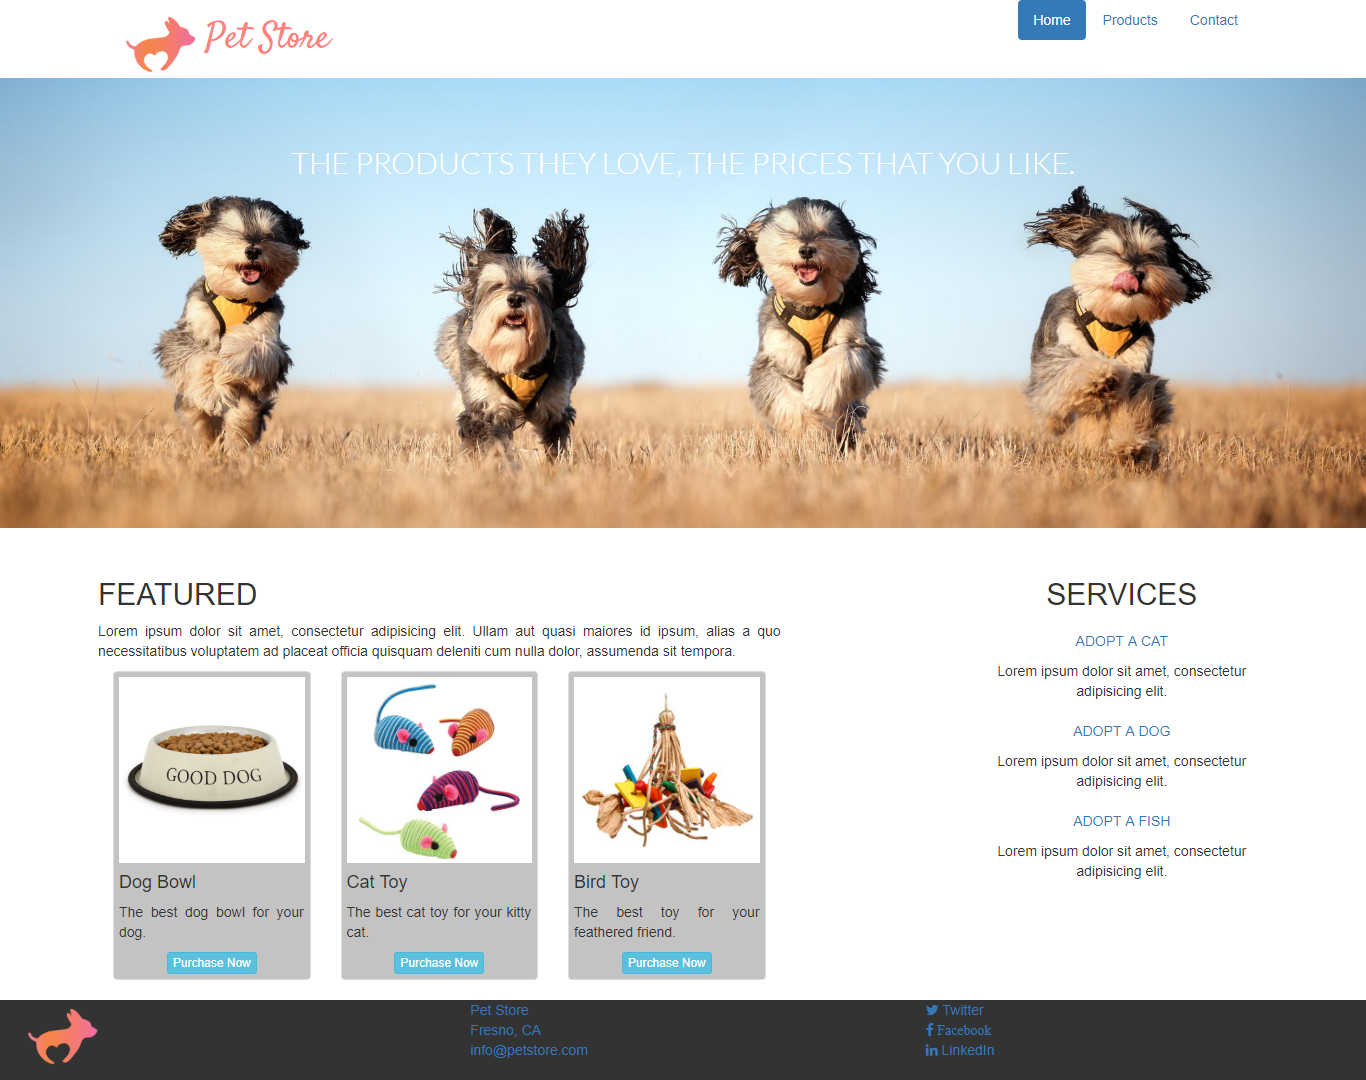 Pet Store
Home
Products
Contact
THE PRODUCTS THEY LOVE, THE PRICES THAT YOU LIKE.
FEATURED
Lorem ipsum dolor sit amet, consectetur adipisicing elit. Ullam aut quasi maiores id ipsum, alias a quo
necessitatibus voluptatem ad placeat officia quisquam deleniti cum nulla dolor, assumenda sit tempora.
GOOD DOG
Dog Bowl
The best dog bowl for your
dog.
Purchase Now
Cat Toy
The best cat toy for your kitty
cat.
Purchase Now
Bird Toy
The best toy for your
feathered friend.
Purchase Now
SERVICES
ADOPT A CAT
Lorem ipsum dolor sit amet, consectetur
adipisicing elit.
ADOPT A DOG
Lorem ipsum dolor sit amet, consectetur
adipisicing elit.
ADOPT A FISH
Lorem ipsum dolor sit amet, consectetur
adipisicing elit.
Pet Store
Fresno, CA
info@petstore.com
Twitter
Facebook
LinkedIn